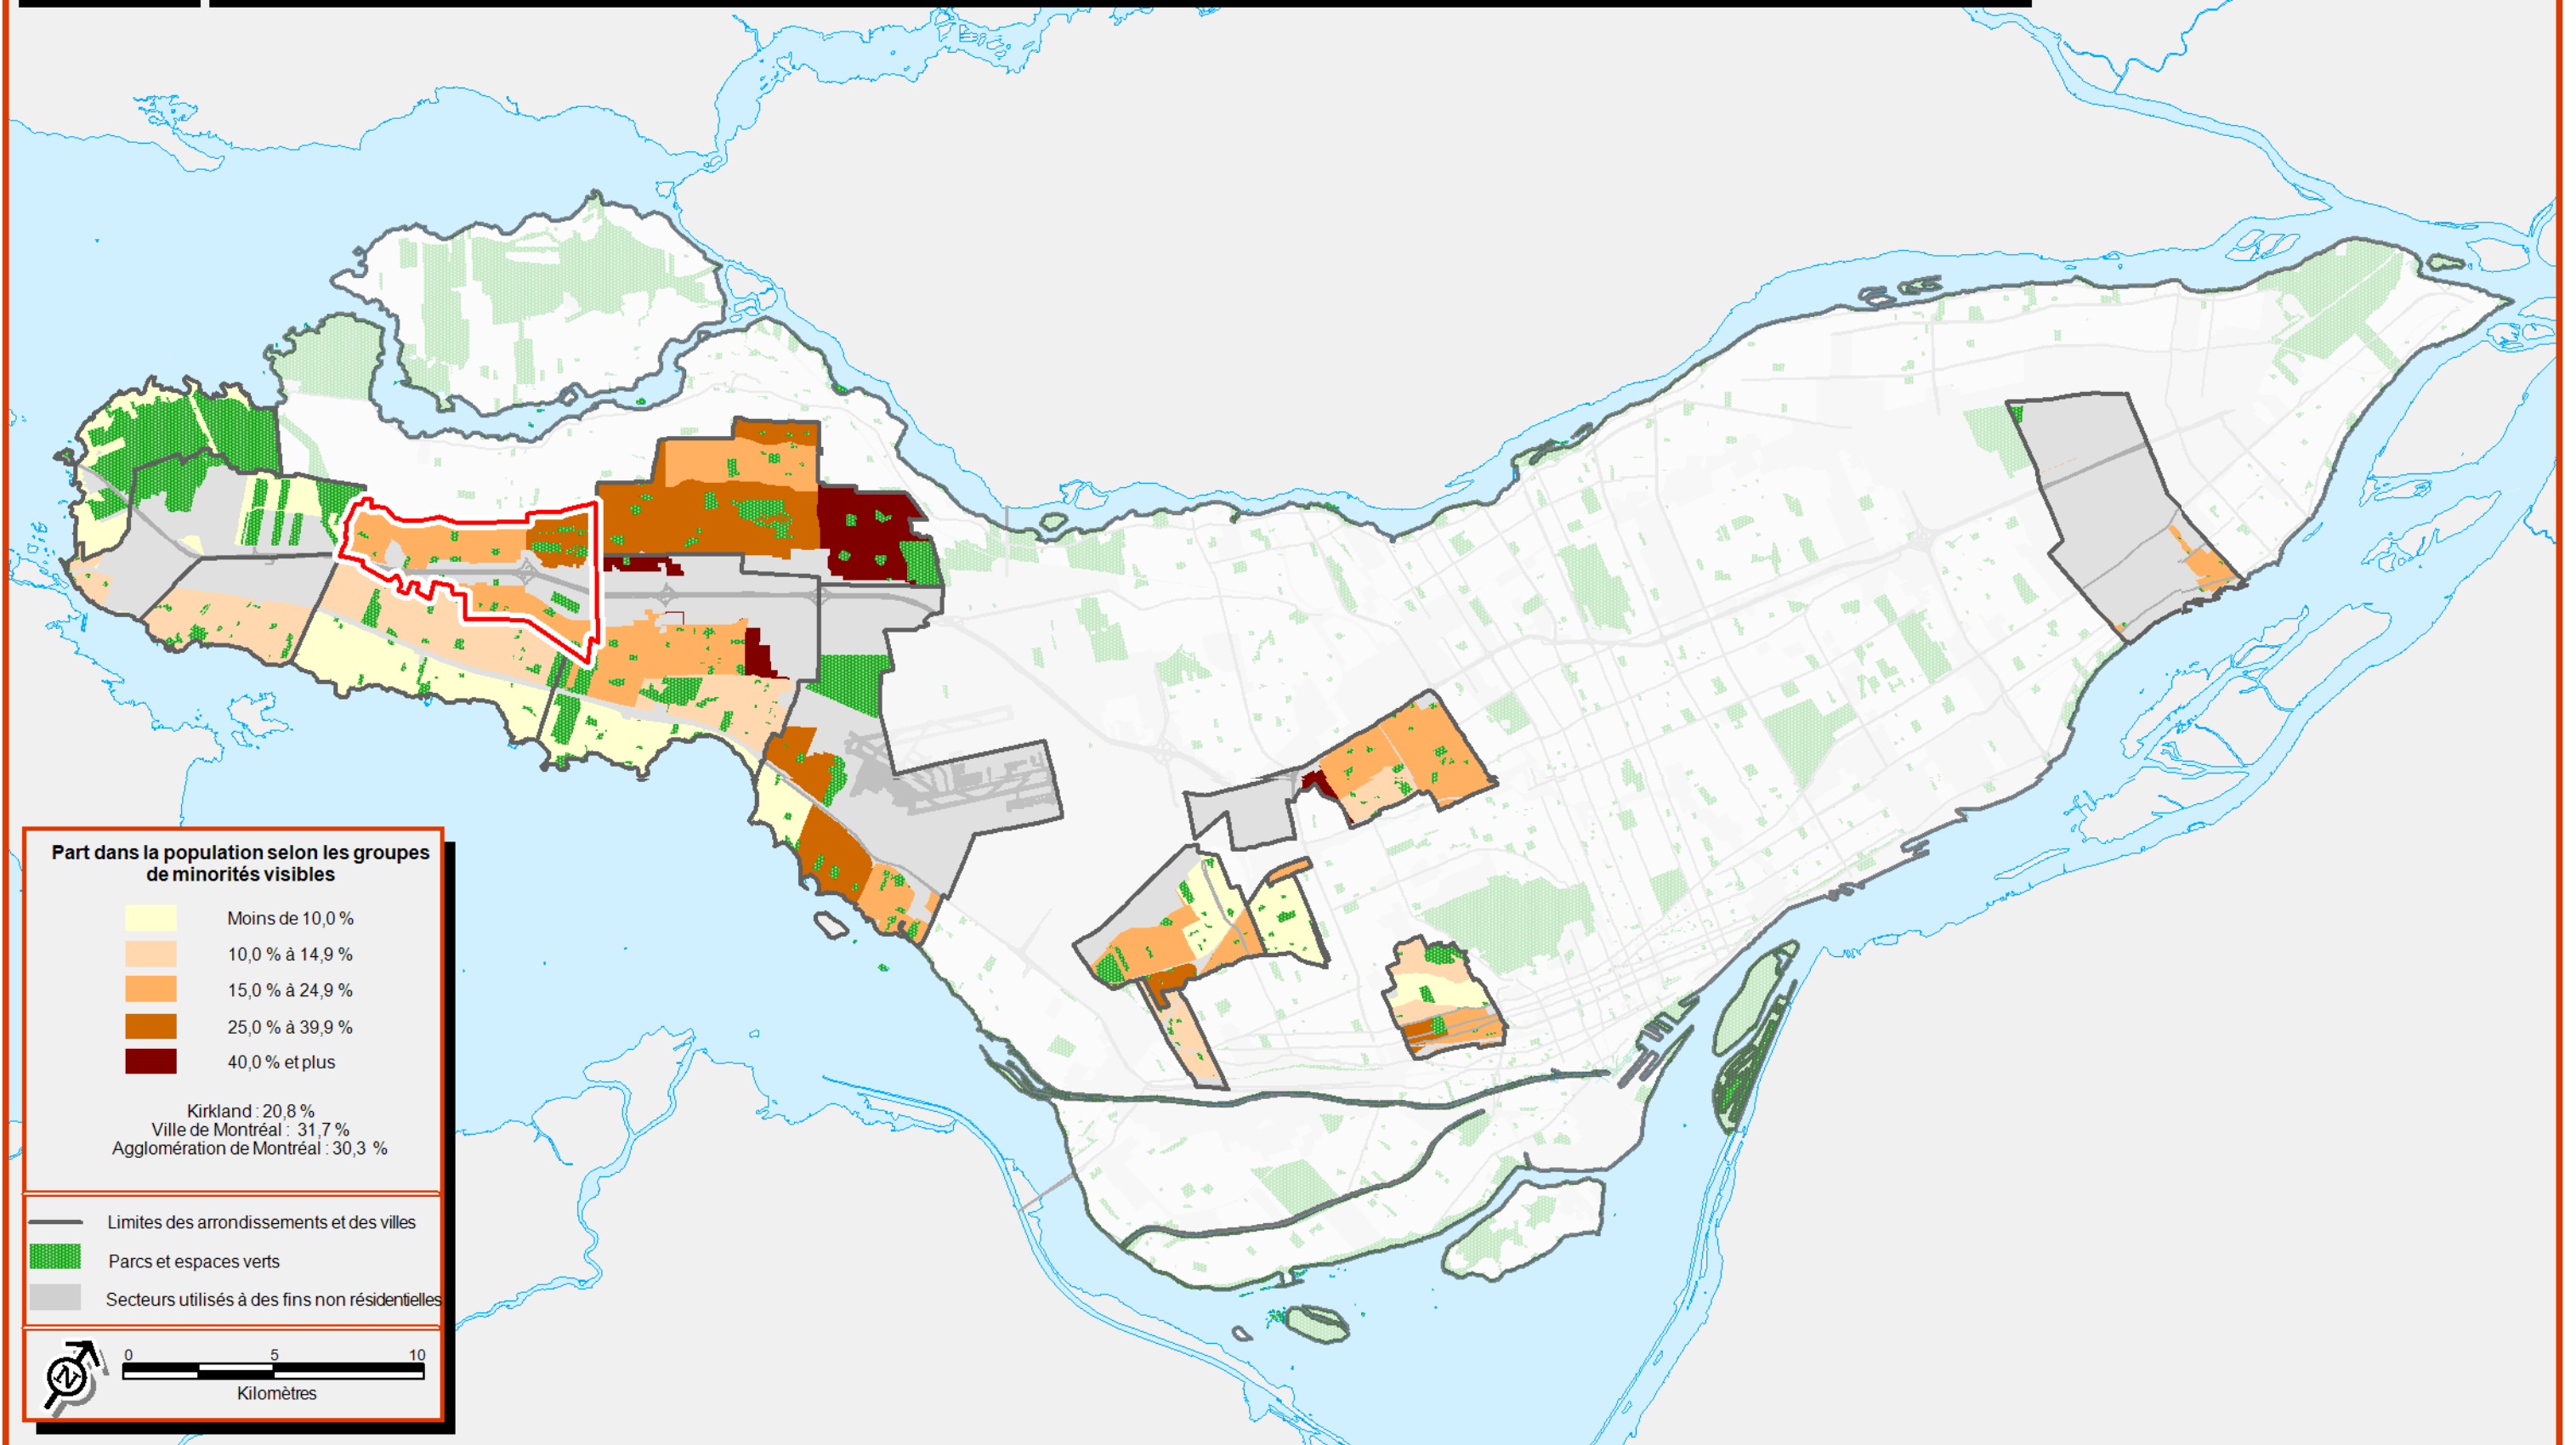 Part dans la population selon les groupes
de minorités visibles
Moins de 10,0 %
10,0 % à 14,9 %
15,0 % à 24,9 %
25,0 % à 39,9 %
40,0 % et plus
Kirkland : 20,8 %
Ville de Montréal : 31,7 %
Agglomération de Montréal : 30,3 %
Limites des arrondissements et des villes
Parcs et espaces verts
Secteurs utilisés à des fins non résidentielles
N
0 5 10
Kilomètres